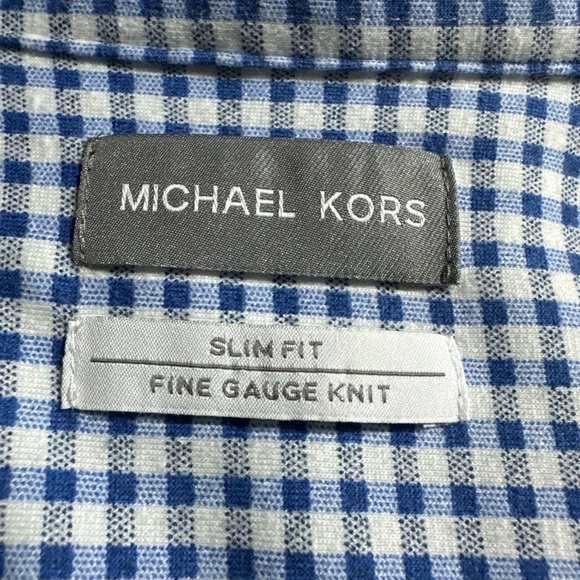 MICHAEL KORS
SLIM FIT
FINE GAUGE KNIT